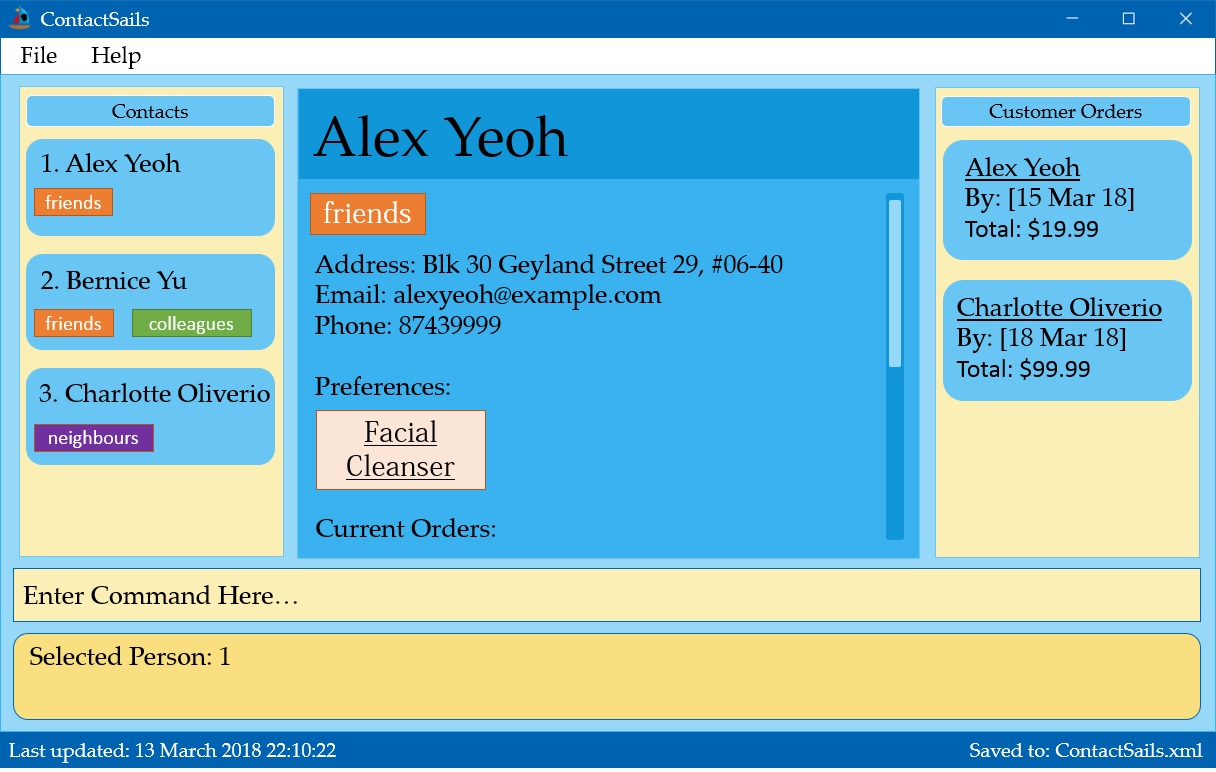 ContactSails
File Help
Contacts
1. Alex Yeoh
friends
2. Bernice Yu
friends colleagues
3. Charlotte Oliverio
neighbours
Alex Yeoh
friends
Address: Blk 30 Geyland Street 29, #06-40
Email: alexyeoh@example.com
Phone: 87439999
Preferences:
Facial
Cleanser
Current Orders:
Customer Orders
Alex Yeoh
By: [15 Mar 18]
Total: $19.99
Charlotte Oliverio
By: [18 Mar 18]
Total: $99.99
Enter Command Here…
Selected Person: 1
Last updated: 13 March 2018 22:10:22
Saved to: ContactSails.xml